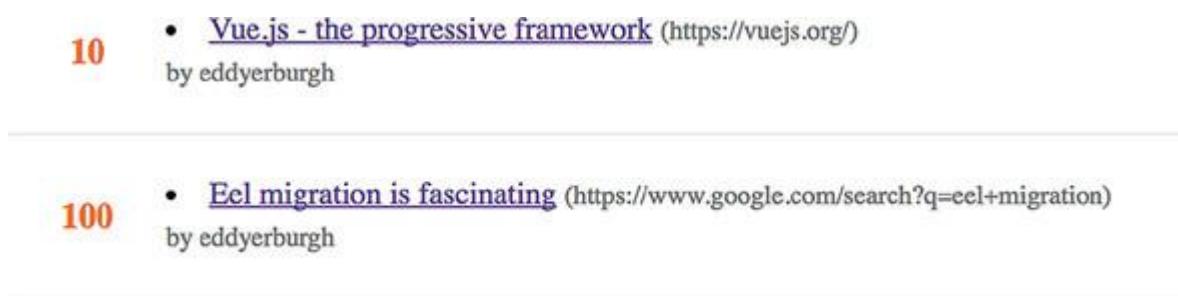 10
• Vue.js - the progressive framework (https://vuejs.org/)
by eddyerburgh
100
• Eel migration is fascinating (https://www.google.com/search?q=eel+migration)
by eddyerburgh